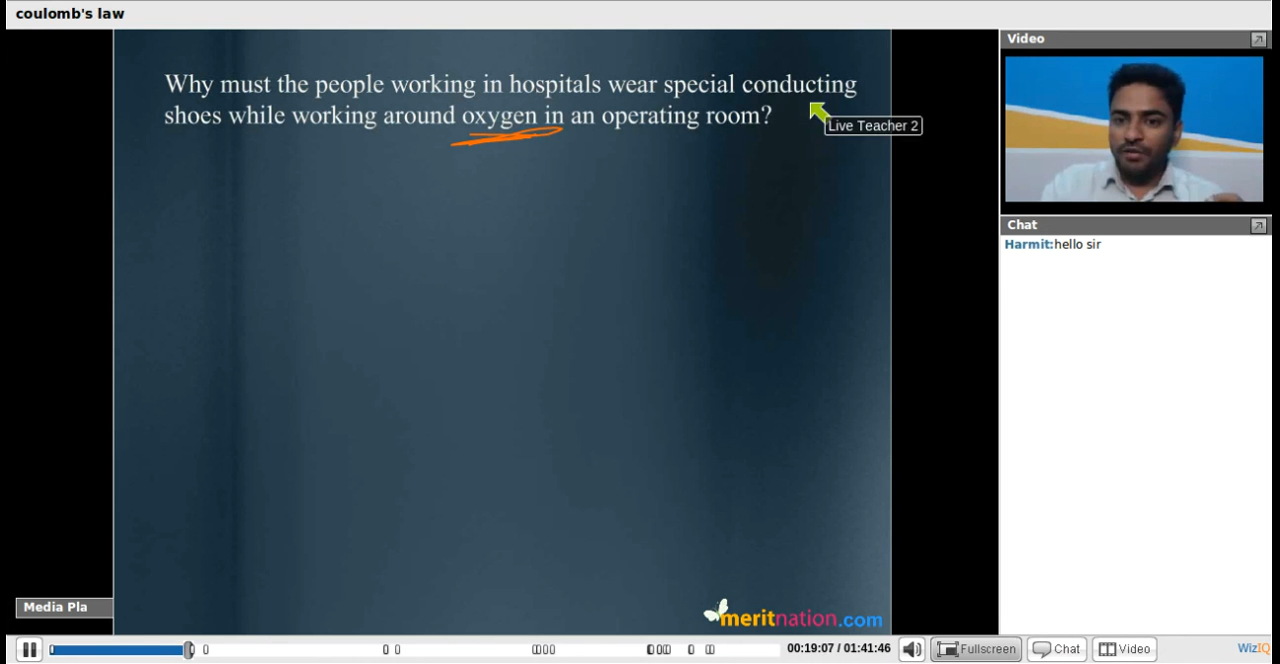 coulomb's law
Why must the people working in hospitals wear special conducting
shoes while working around oxygen in an operating room?
Live Teacher 2
Video
Chat
Harmit:hello sir
Media Pla
meritnation.com
00:19:07 / 01:41:46
Fullscreen
Chat
Video
WizIQ